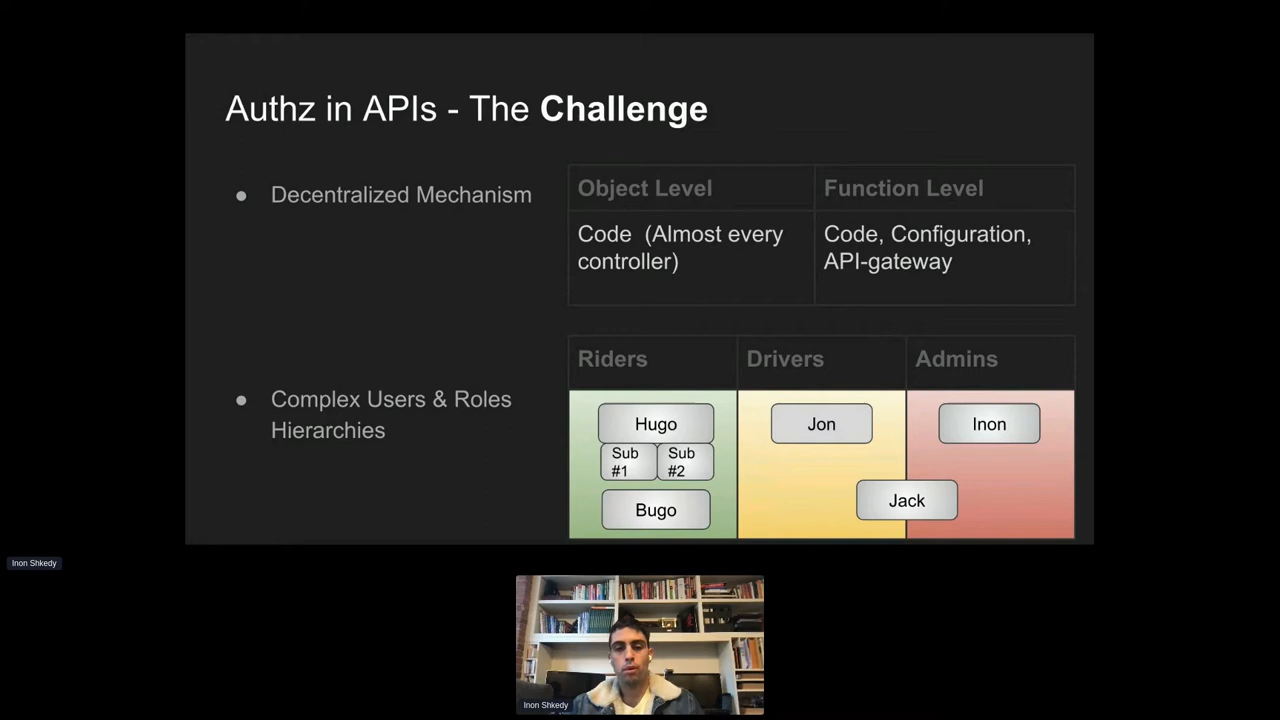 Authz in APIs - The Challenge
● Decentralized Mechanism
Object Level
Function Level
Code (Almost every
controller)
Code, Configuration,
API-gateway
● Complex Users & Roles
Hierarchies
Riders
Drivers
Admins
Hugo
Sub
#1
Sub
#2
Bugo
Jon
Inon
Jack
Inon Shkedy
Inon Shkedy